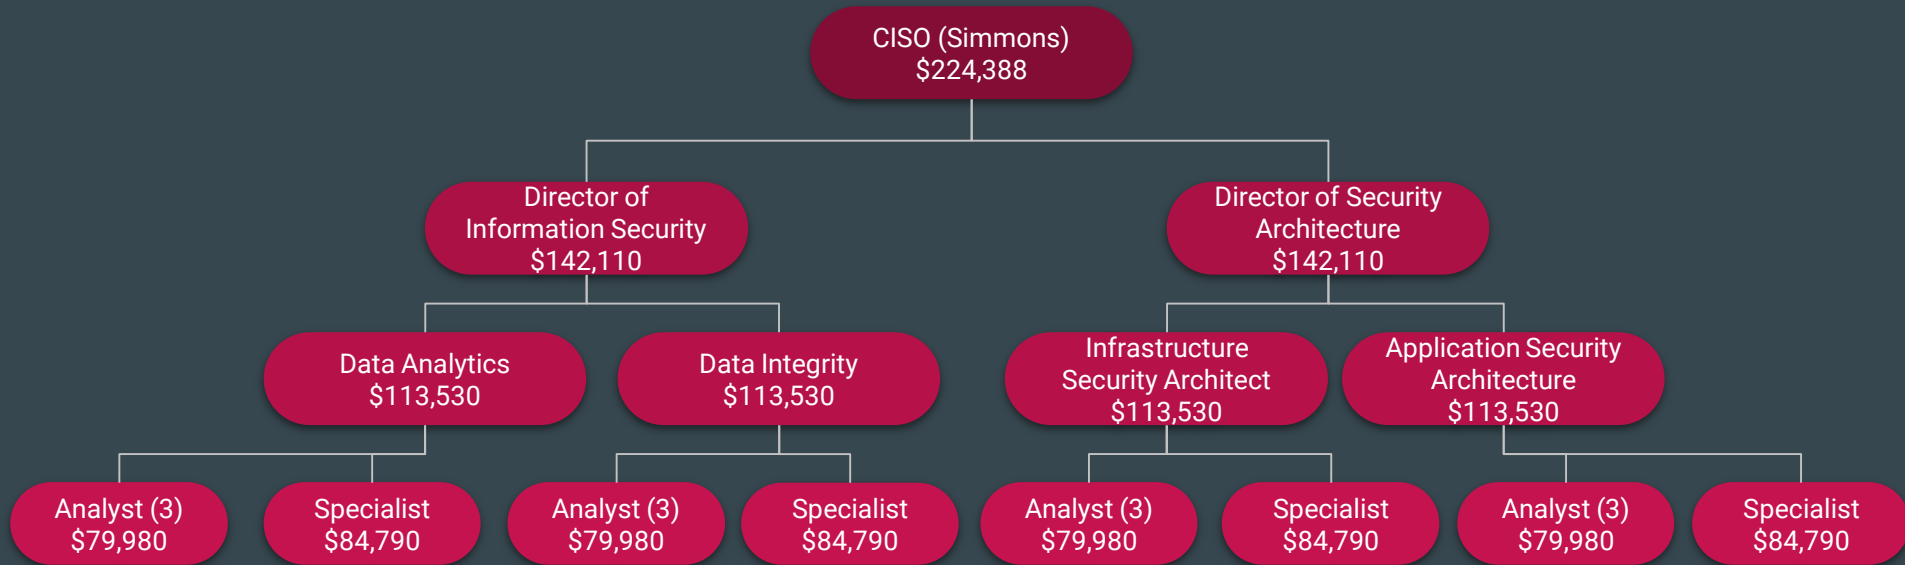 CISO (Simmons)
$224,388
Director of
Information Security
$142,110
Director of Security
Architecture
$142,110
Data Analytics
$113,530
Data Integrity
$113,530
Infrastructure
Security Architect
$113,530
Application Security
Architecture
$113,530
Analyst (3)
$79,980
Specialist
$84,790
Analyst (3)
$79,980
Specialist
$84,790
Analyst (3)
$79,980
Specialist
$84,790
Analyst (3)
$79,980
Specialist
$84,790